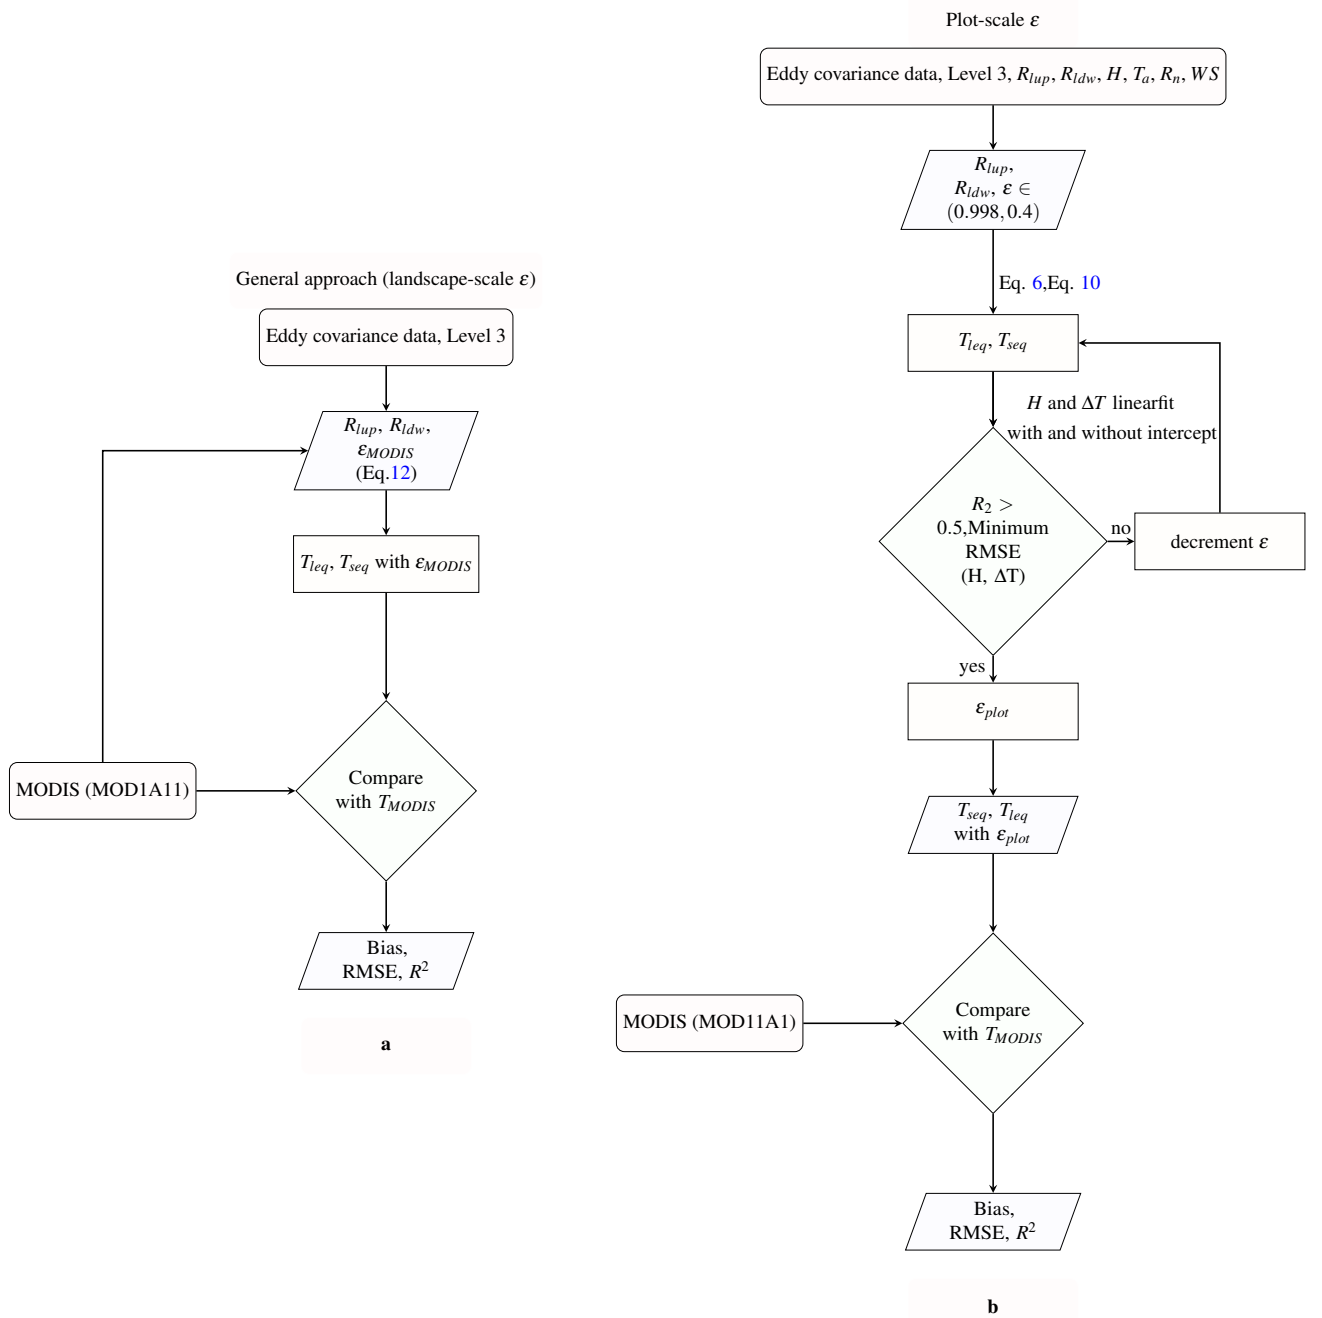 General approach (landscape-scale ε)
Eddy covariance data, Level 3
R_lup, R_ldw,
ε_MODIS
(Eq.12)
T_leq, T_seq with ε_MODIS
MODIS (MOD1A11)
Compare
with T_MODIS
Bias,
RMSE, R²
a
Plot-scale ε
Eddy covariance data, Level 3, R_lup, R_ldw, H, T_a, R_n, WS
R_lup,
R_ldw, ε ∈
(0.998,0.4)
Eq. 6,Eq. 10
T_leq, T_seq
H and ΔT linearfit
with and without intercept
R_2 >
0.5,Minimum
RMSE
(H, ΔT)
no
decrement ε
yes
ε_plot
T_seq, T_leq
with ε_plot
MODIS (MOD11A1)
Compare
with T_MODIS
Bias,
RMSE, R²
b